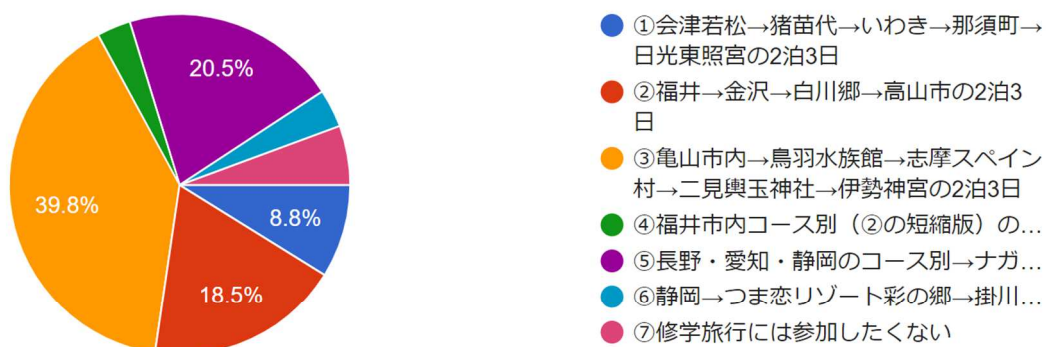 20.5%
39.8%
8.8%
18.5%
①会津若松→猪苗代→いわき→那須町→
日光東照宮の2泊3日
②福井→金沢→白川郷→高山市の2泊3
日
③亀山市内→鳥羽水族館→志摩スペイン
村→二見興玉神社→伊勢神宮の2泊3日
④福井市内コース別（②の短縮版）の…
⑤長野・愛知・静岡のコース別→ナガ…
⑥静岡→つま恋リゾート彩の郷→掛川…
⑦修学旅行には参加したくない